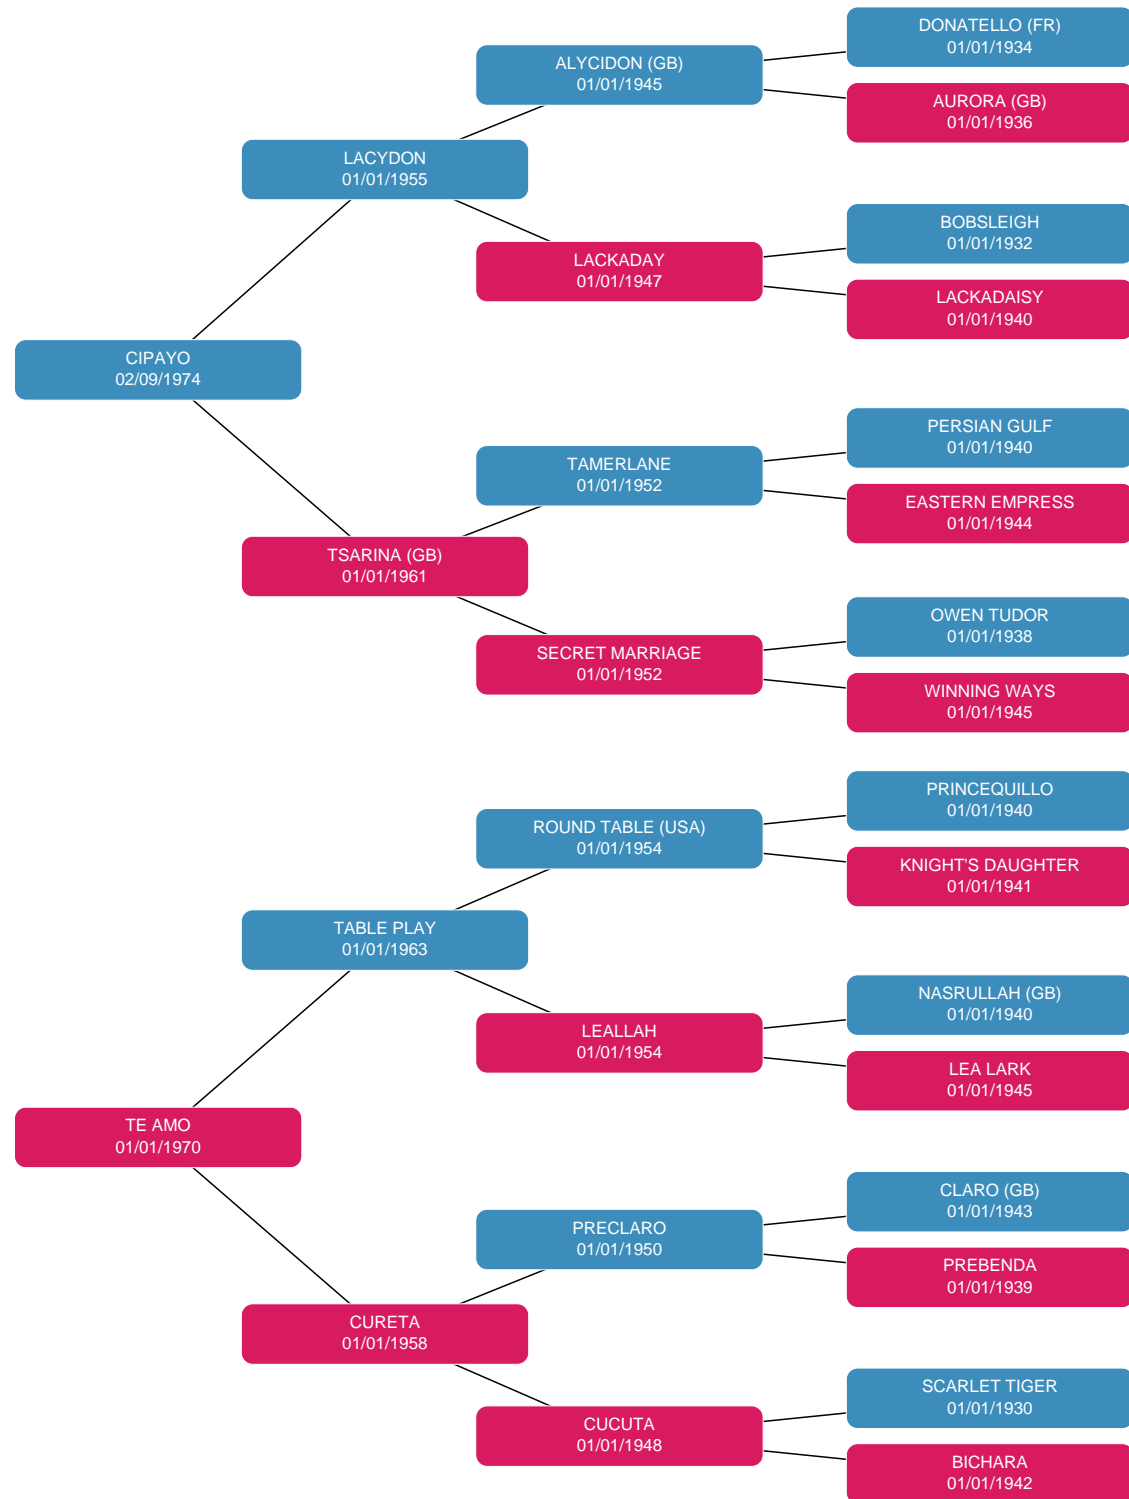 DONATELLO (FR)
01/01/1934
ALYCIDON (GB)
01/01/1945
AURORA (GB)
01/01/1936
LACYDON
01/01/1955
BOBSLEIGH
01/01/1932
LACKADAY
01/01/1947
LACKADAISY
01/01/1940
CIPAYO
02/09/1974
PERSIAN GULF
01/01/1940
TAMERLANE
01/01/1952
EASTERN EMPRESS
01/01/1944
TSARINA (GB)
01/01/1961
OWEN TUDOR
01/01/1938
SECRET MARRIAGE
01/01/1952
WINNING WAYS
01/01/1945
PRINCEQUILLO
01/01/1940
ROUND TABLE (USA)
01/01/1954
KNIGHT'S DAUGHTER
01/01/1941
TABLE PLAY
01/01/1963
NASRULLAH (GB)
01/01/1940
LEALLAH
01/01/1954
LEA LARK
01/01/1945
TE AMO
01/01/1970
CLARO (GB)
01/01/1943
PRECLARO
01/01/1950
PREBENDA
01/01/1939
CURETA
01/01/1958
SCARLET TIGER
01/01/1930
CUCUTA
01/01/1948
BICHARA
01/01/1942